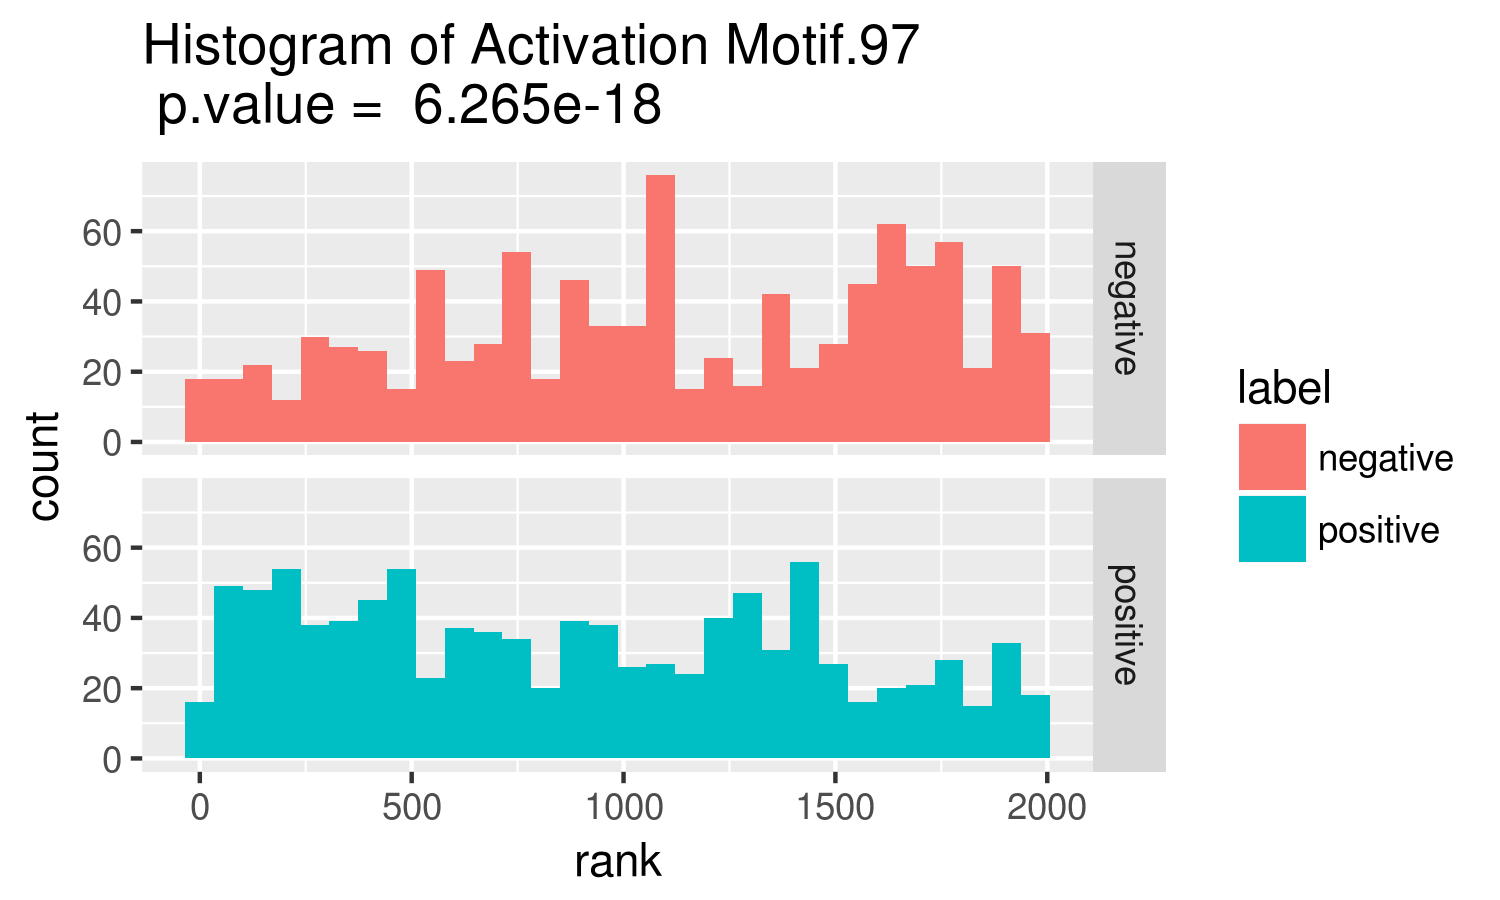 Histogram of Activation Motif.97
p.value =  6.265e-18
60
40
20
0
negative
count
60
40
20
0
positive
0 500 1000 1500 2000
rank
label
negative
positive